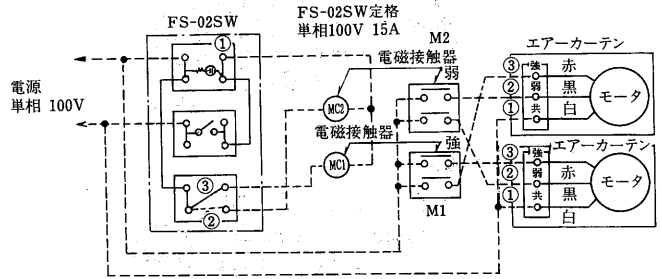 FS-02SW
FS-02SW定格
単相100V 15A
①
③
②
電源
単相 100V
電磁接触器
MC2
電磁接触器
MC1
M2
弱
強
M1
エアーカーテン
③ 強 赤
② 弱 黒
① 共 白
モータ
エアーカーテン
③ 強 赤
② 弱 黒
① 共 白
モータ